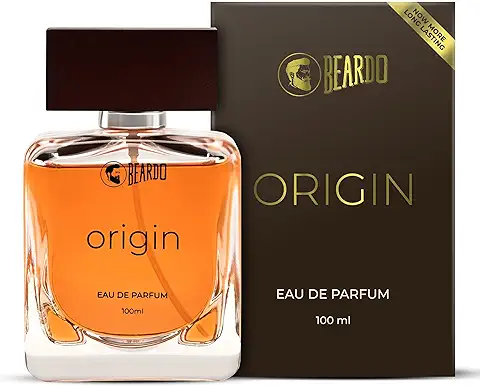 BEARDO
origin
EAU DE PARFUM
100ml
NOW MORE
LONG LASTING
BEARDO
ORIGIN
EAU DE PARFUM
100 ml